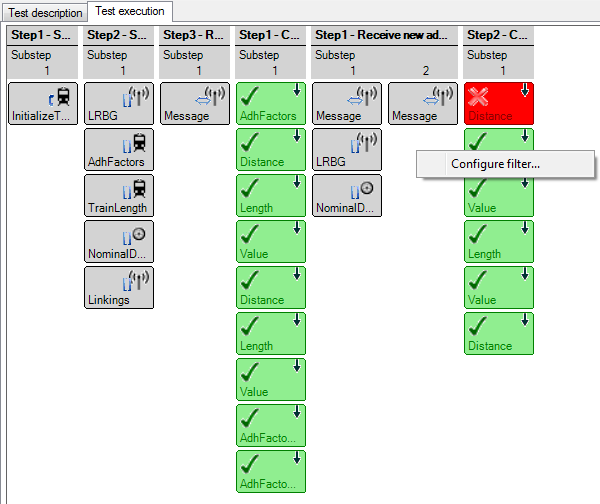 Test description
Test execution
Step1 - S...
Step2 - S...
Step3 - R...
Step1 - C...
Step1 - Receive new ad...
Step2 - C...
Substep
Substep
Substep
Substep
Substep
Substep
1
1
1
1
1
2
1
InitializeT...
LRBG
Message
AdhFactors
Message
Message
Distance
AdhFactors
Distance
LRBG
Configure filter...
TrainLength
Length
NominalD...
Value
NominalD...
Value
Length
Linkings
Distance
Value
Length
Distance
Value
AdhFacto...
AdhFacto...